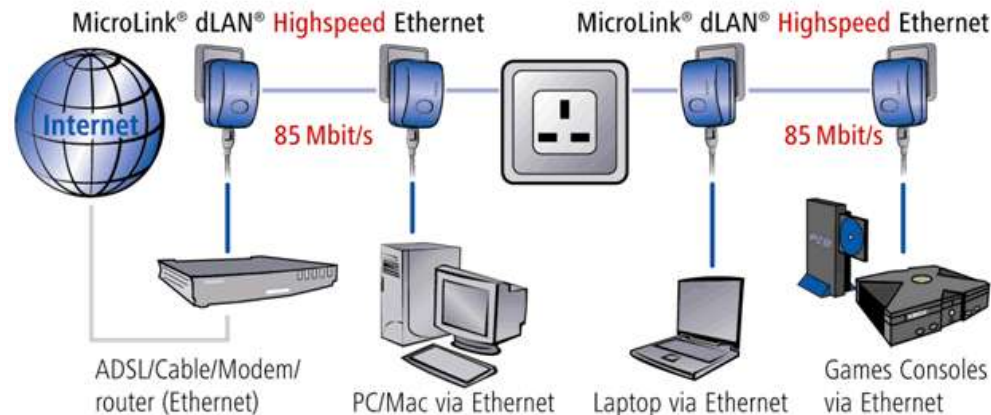 MicroLink® dLAN® Highspeed Ethernet
MicroLink® dLAN® Highspeed Ethernet
Internet
85 Mbit/s
85 Mbit/s
PS2
ADSL/Cable/Modem/
router (Ethernet)
PC/Mac via Ethernet
Laptop via Ethernet
Games Consoles
via Ethernet